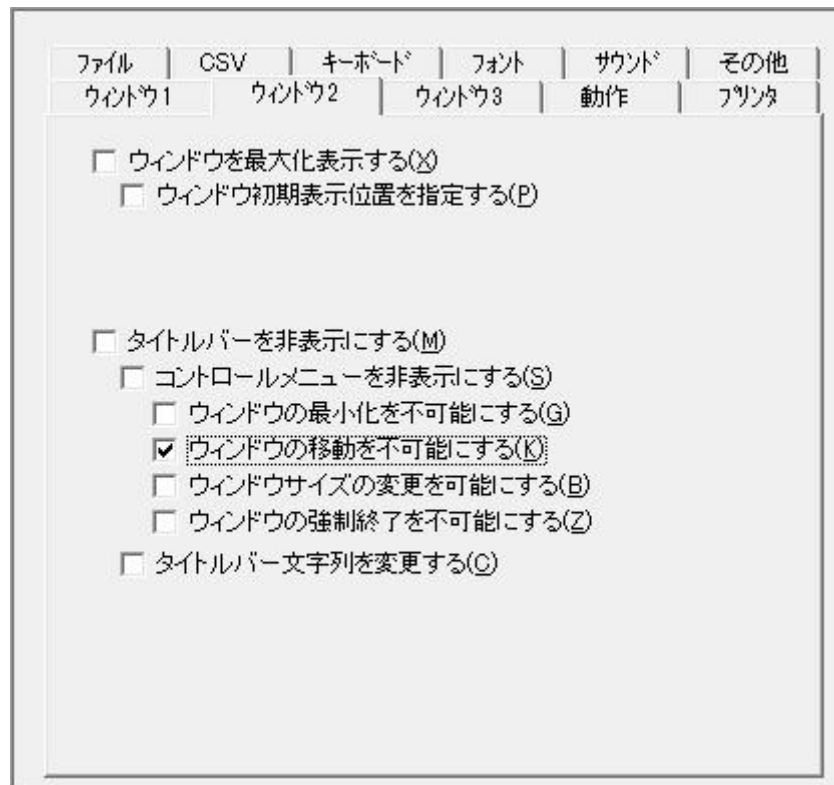 ﾌｧｲﾙ CSV ｷｰﾎﾞｰﾄﾞ ﾌｫﾝﾄ ｻｳﾝﾄﾞ その他
ｳｨﾝﾄﾞｳ1 ｳｨﾝﾄﾞｳ2 ｳｨﾝﾄﾞｳ3 動作 ﾌﾟﾘﾝﾀ
ウィンドウを最大化表示する(X)
ウィンドウ初期表示位置を指定する(P)
タイトルバーを非表示にする(M)
コントロールメニューを非表示にする(S)
ウィンドウの最小化を不可能にする(G)
ウィンドウの移動を不可能にする(K)
ウィンドウサイズの変更を可能にする(B)
ウィンドウの強制終了を不可能にする(Z)
タイトルバー文字列を変更する(C)